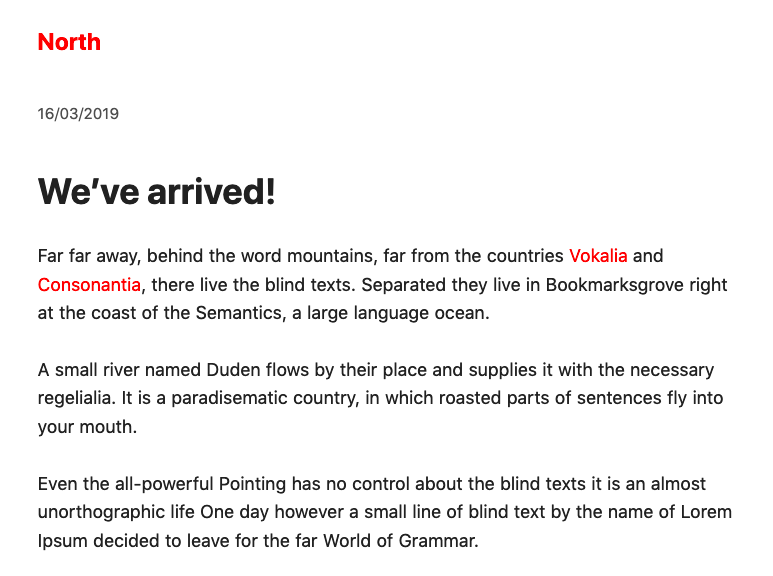 North
16/03/2019
We’ve arrived!
Far far away, behind the word mountains, far from the countries Vokalia and
Consonantia, there live the blind texts. Separated they live in Bookmarksgrove right
at the coast of the Semantics, a large language ocean.
A small river named Duden flows by their place and supplies it with the necessary
regelialia. It is a paradisematic country, in which roasted parts of sentences fly into
your mouth.
Even the all-powerful Pointing has no control about the blind texts it is an almost
unorthographic life One day however a small line of blind text by the name of Lorem
Ipsum decided to leave for the far World of Grammar.